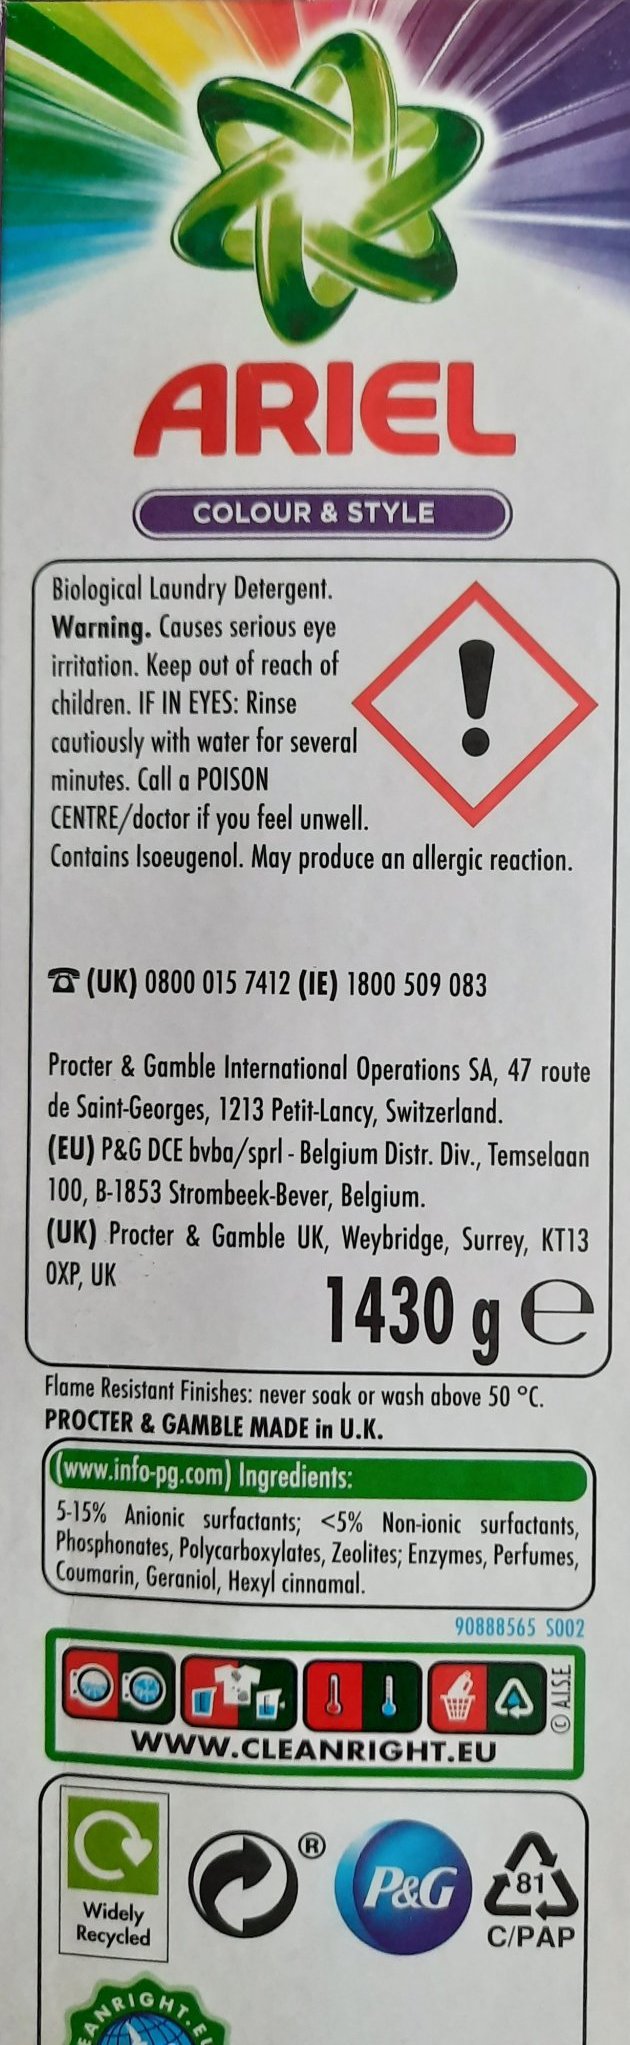 ARIEL
COLOUR & STYLE
Biological Laundry Detergent.
Warning. Causes serious eye
irritation. Keep out of reach of
children. IF IN EYES: Rinse
cautiously with water for several
minutes. Call a POISON
CENTRE/doctor if you feel unwell.
Contains Isoeugenol. May produce an allergic reaction.
☎ (UK) 0800 015 7412 (IE) 1800 509 083
Procter & Gamble International Operations SA, 47 route
de Saint-Georges, 1213 Petit-Lancy, Switzerland.
(EU) P&G DCE bvba/sprl - Belgium Distr. Div., Temselaan
100, B-1853 Strombeek-Bever, Belgium.
(UK) Procter & Gamble UK, Weybridge, Surrey, KT13
0XP, UK
1430 g ℮
Flame Resistant Finishes: never soak or wash above 50 °C.
PROCTER & GAMBLE MADE in U.K.
(www.info-pg.com) Ingredients:
5-15% Anionic surfactants; <5% Non-ionic surfactants,
Phosphonates, Polycarboxylates, Zeolites; Enzymes, Perfumes,
Coumarin, Geraniol, Hexyl cinnamal.
90888565 S002
© A.I.S.E.
WWW.CLEANRIGHT.EU
Widely
Recycled
®
P&G
81
C/PAP
EANRIGHT.EU